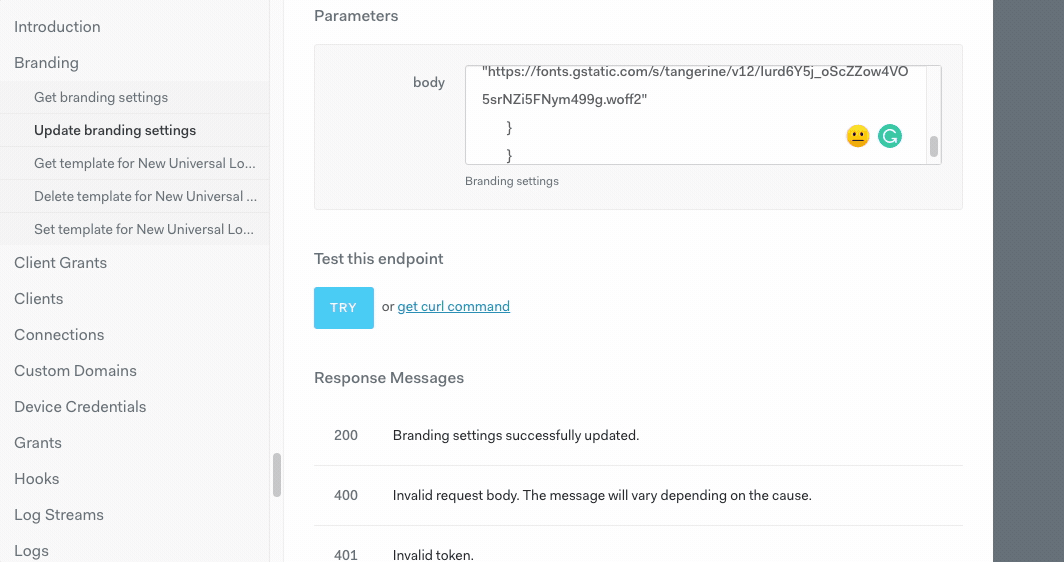 Introduction
Branding
Get branding settings
Update branding settings
Get template for New Universal Lo...
Delete template for New Universal ...
Set template for New Universal Lo...
Client Grants
Clients
Connections
Custom Domains
Device Credentials
Grants
Hooks
Log Streams
Logs
Parameters
body
"https://fonts.gstatic.com/s/tangerine/v12/Iurd6Y5j_oScZZow4VO
5srNZi5FNym499g.woff2"
}
}
Branding settings
Test this endpoint
TRY or get curl command
Response Messages
200 Branding settings successfully updated.
400 Invalid request body. The message will vary depending on the cause.
401 Invalid token.